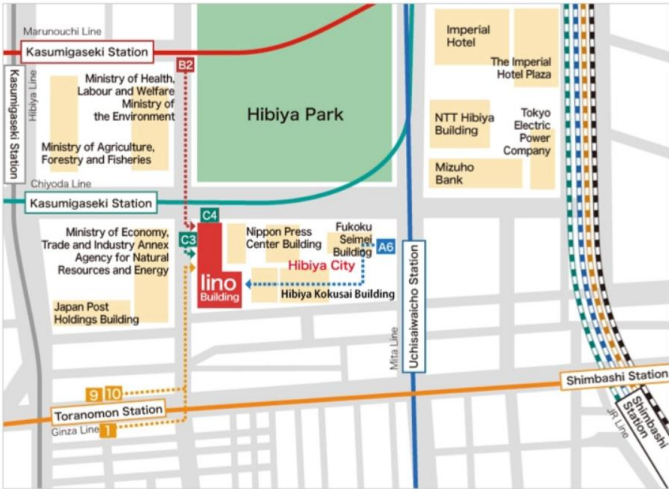 Marunouchi Line
Kasumigaseki Station
B2
Kasumigaseki Station
Hibiya Line
Ministry of Health,
Labour and Welfare
Ministry of
the Environment
Ministry of Agriculture,
Forestry and Fisheries
Hibiya Park
Imperial
Hotel
The Imperial
Hotel Plaza
NTT Hibiya
Building
Tokyo
Electric
Power
Company
Mizuho
Bank
Chiyoda Line
Kasumigaseki Station
C4
C3
Ministry of Economy,
Trade and Industry Annex
Agency for Natural
Resources and Energy
Nippon Press
Center Building
Fukoku
Seimei
Building
A6
Hibiya City
Iino
Building
Hibiya Kokusai Building
Uchisaiwaicho Station
Mita Line
Japan Post
Holdings Building
9 10
Toranomon Station
Ginza Line
1
Shimbashi Station
Shimbashi
Station
JR Line